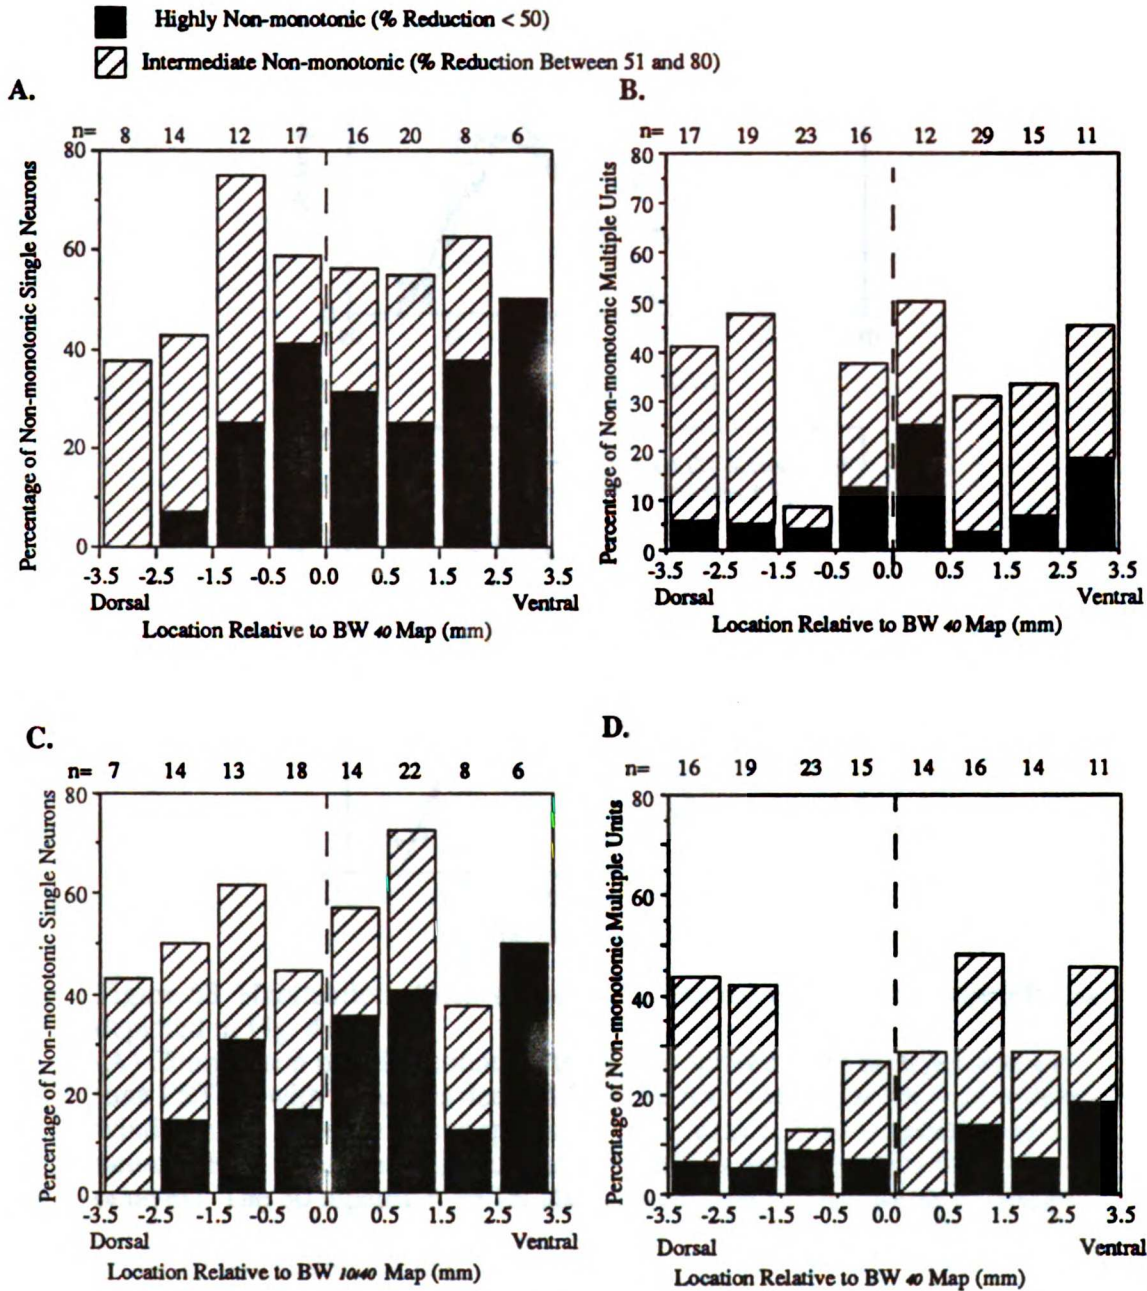 Highly Non-monotonic (% Reduction < 50)
Intermediate Non-monotonic (% Reduction Between 51 and 80)
A.
n= 8 14 12 17 16 20 8 6
Percentage of Non-monotonic Single Neurons
80
60
40
20
0
-3.5 -2.5 -1.5 -0.5 0.0 0.5 1.5 2.5 3.5
Dorsal Ventral
Location Relative to BW 40 Map (mm)
B.
n= 17 19 23 16 12 29 15 11
Percentage of Non-monotonic Multiple Units
80
70
60
50
40
30
20
10
0
-3.5 -2.5 -1.5 -0.5 0.0 0.5 1.5 2.5 3.5
Dorsal Ventral
Location Relative to BW 40 Map (mm)
C.
n= 7 14 13 18 14 22 8 6
Percentage of Non-monotonic Single Neurons
80
60
40
20
0
-3.5 -2.5 -1.5 -0.5 0.0 0.5 1.5 2.5 3.5
Dorsal Ventral
Location Relative to BW 10/40 Map (mm)
D.
n= 16 19 23 15 14 16 14 11
Percentage of Non-monotonic Multiple Units
80
60
40
20
0
-3.5 -2.5 -1.5 -0.5 0.0 0.5 1.5 2.5 3.5
Dorsal Ventral
Location Relative to BW 40 Map (mm)